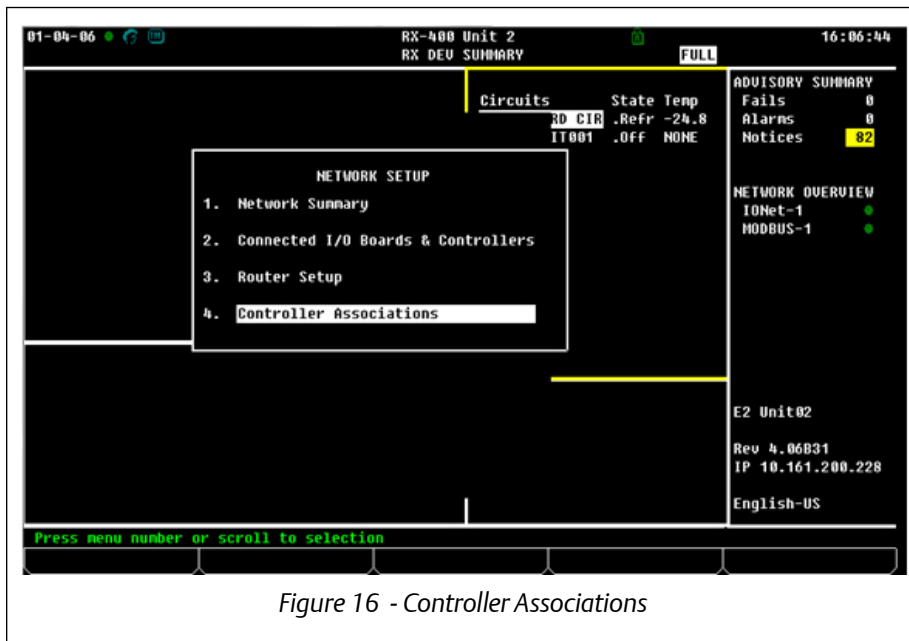 01-04-06 RX-400 Unit 2 16:06:44
RX DEV SUMMARY FULL
Circuits State Temp
RD CIR .Refr -24.8
IT001 .Off NONE
NETWORK SETUP
1. Network Summary
2. Connected I/O Boards & Controllers
3. Router Setup
4. Controller Associations
ADVISORY SUMMARY
Fails 0
Alarms 0
Notices 82
NETWORK OVERVIEW
IONet-1
MODBUS-1
E2 Unit02
Rev 4.06B31
IP 10.161.200.228
English-US
Press menu number or scroll to selection
Figure 16 - Controller Associations